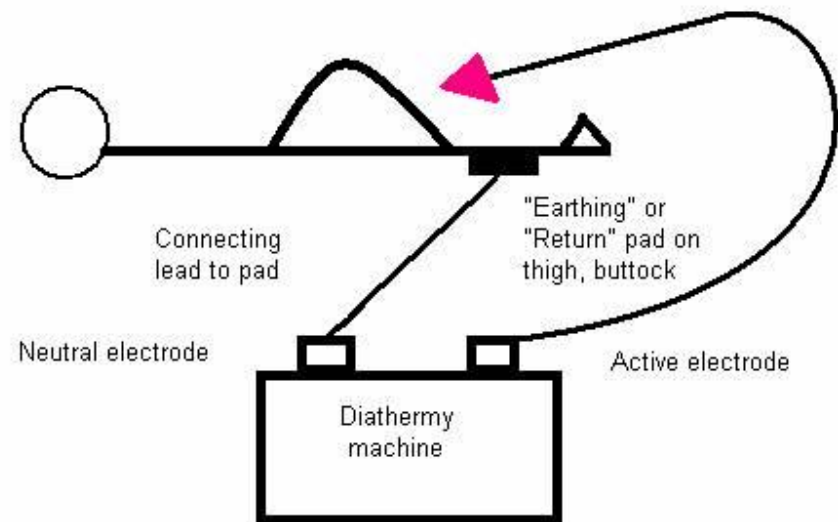 "Earthing" or
"Return" pad on
thigh, buttock
Connecting
lead to pad
Neutral electrode
Active electrode
Diathermy
machine